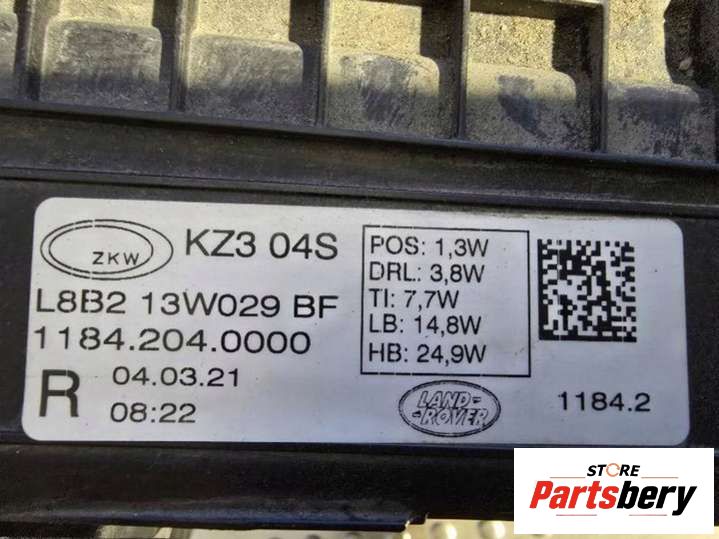 ZKW
KZ3 04S
L8B2 13W029 BF
1184.204.0000
R
04.03.21
08:22
POS: 1,3W
DRL: 3,8W
TI: 7,7W
LB: 14,8W
HB: 24,9W
LAND-
ROVER
1184.2
STORE
Partsbery